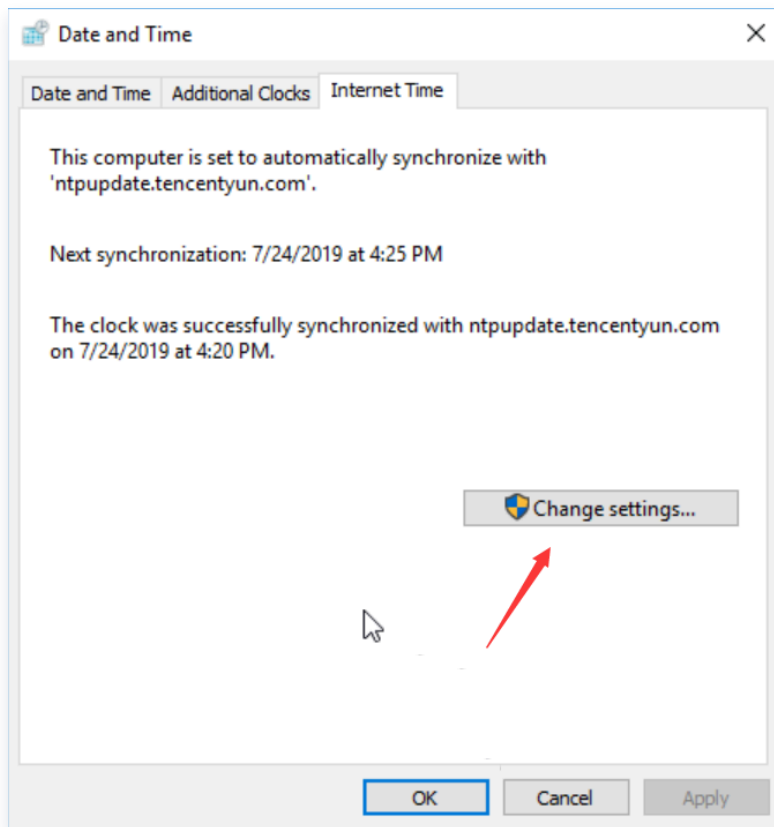 Date and Time
Date and Time Additional Clocks Internet Time
This computer is set to automatically synchronize with
'ntpupdate.tencentyun.com'.
Next synchronization: 7/24/2019 at 4:25 PM
The clock was successfully synchronized with ntpupdate.tencentyun.com
on 7/24/2019 at 4:20 PM.
Change settings...
OK Cancel Apply